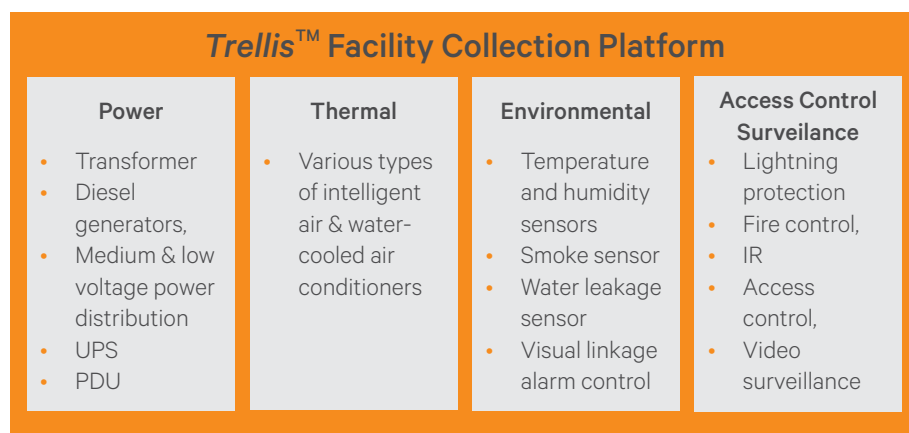 Trellis™ Facility Collection Platform
Power
• Transformer
• Diesel
generators,
• Medium & low
voltage power
distribution
• UPS
• PDU
Thermal
• Various types
of intelligent
air & water-
cooled air
conditioners
Environmental
• Temperature
and humidity
sensors
• Smoke sensor
• Water leakage
sensor
• Visual linkage
alarm control
Access Control
Surveilance
• Lightning
protection
• Fire control,
• IR
• Access
control,
• Video
surveillance